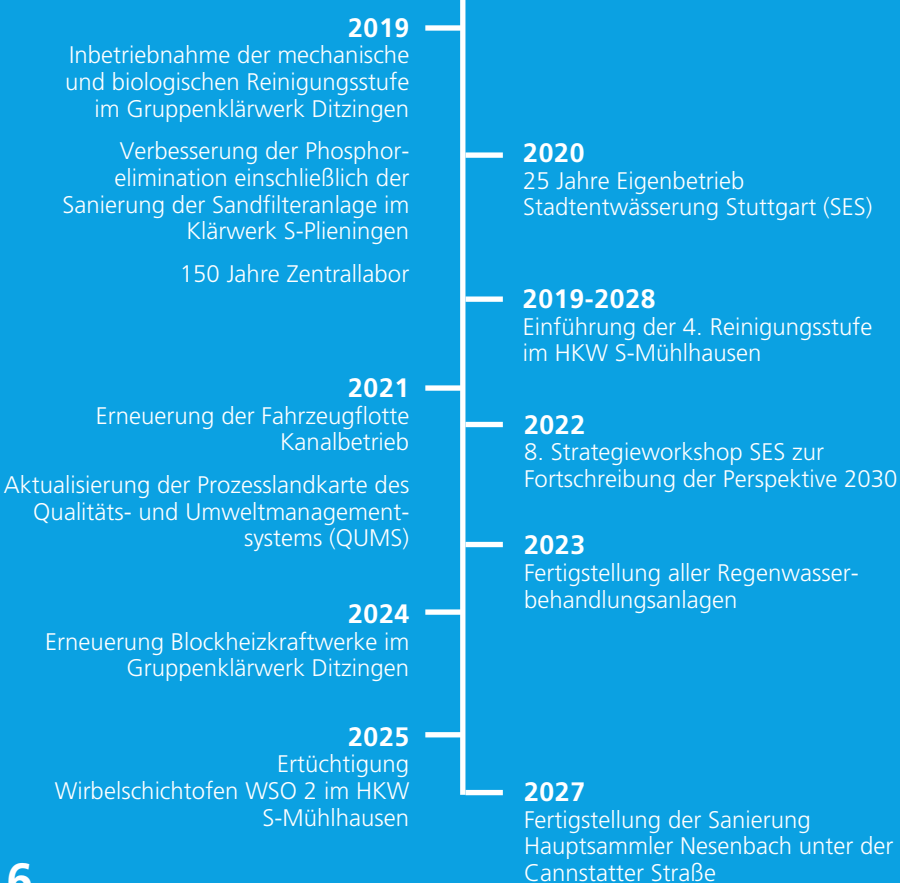 2019
Inbetriebnahme der mechanische
und biologischen Reinigungsstufe
im Gruppenklärwerk Ditzingen
Verbesserung der Phosphor-
elimination einschließlich der
Sanierung der Sandfilteranlage im
Klärwerk S-Plieningen
150 Jahre Zentrallabor
2020
25 Jahre Eigenbetrieb
Stadtentwässerung Stuttgart (SES)
2019-2028
Einführung der 4. Reinigungsstufe
im HKW S-Mühlhausen
2021
Erneuerung der Fahrzeugflotte
Kanalbetrieb
Aktualisierung der Prozesslandkarte des
Qualitäts- und Umweltmanagement-
systems (QUMS)
2022
8. Strategieworkshop SES zur
Fortschreibung der Perspektive 2030
2023
Fertigstellung aller Regenwasser-
behandlungsanlagen
2024
Erneuerung Blockheizkraftwerke im
Gruppenklärwerk Ditzingen
2025
Ertüchtigung
Wirbelschichtofen WSO 2 im HKW
S-Mühlhausen
2027
Fertigstellung der Sanierung
Hauptsammler Nesenbach unter der
Cannstatter Straße
6